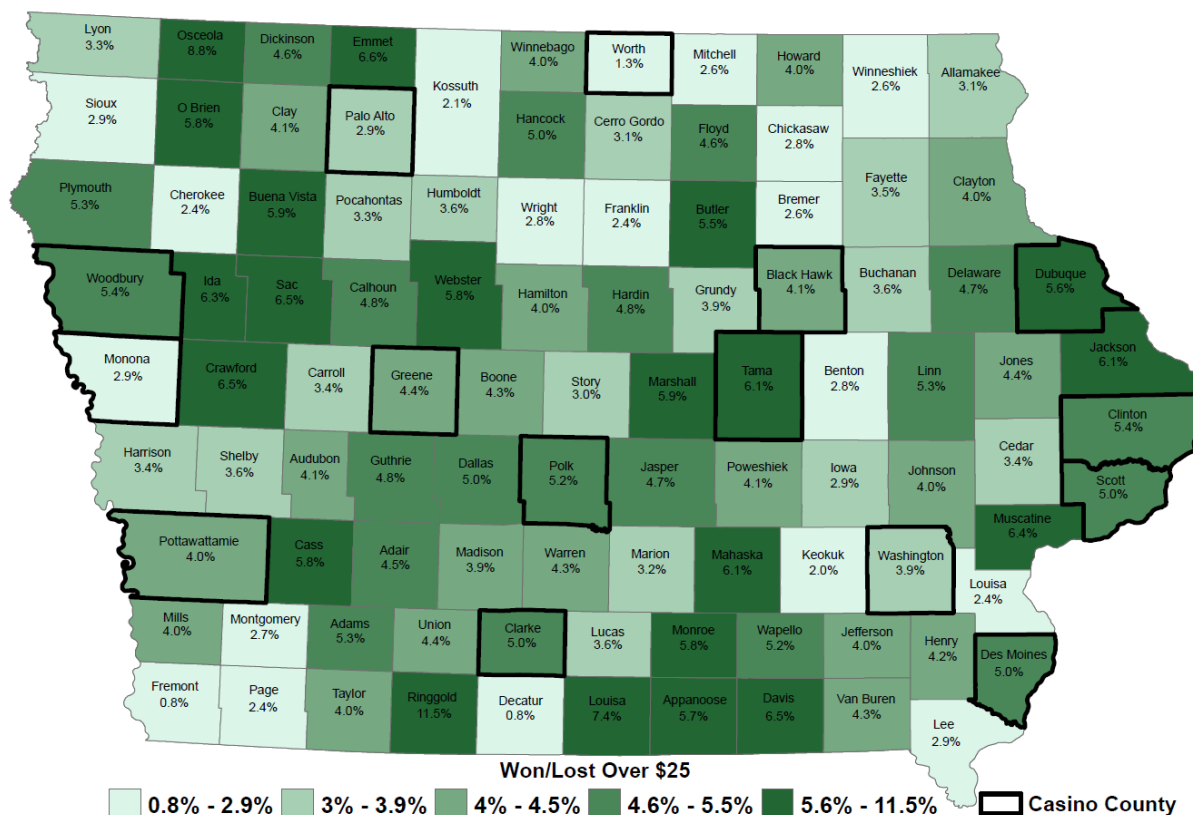 Lyon
3.3%
Osceola
8.8%
Dickinson
4.6%
Emmet
6.6%
Kossuth
2.1%
Winnebago
4.0%
Worth
1.3%
Mitchell
2.6%
Howard
4.0%
Winneshiek
2.6%
Allamakee
3.1%
Sioux
2.9%
O Brien
5.8%
Clay
4.1%
Palo Alto
2.9%
Hancock
5.0%
Cerro Gordo
3.1%
Floyd
4.6%
Chickasaw
2.8%
Plymouth
5.3%
Cherokee
2.4%
Buena Vista
5.9%
Pocahontas
3.3%
Humboldt
3.6%
Wright
2.8%
Franklin
2.4%
Butler
5.5%
Bremer
2.6%
Fayette
3.5%
Clayton
4.0%
Woodbury
5.4%
Ida
6.3%
Sac
6.5%
Calhoun
4.8%
Webster
5.8%
Hamilton
4.0%
Hardin
4.8%
Grundy
3.9%
Black Hawk
4.1%
Buchanan
3.6%
Delaware
4.7%
Dubuque
5.6%
Monona
2.9%
Crawford
6.5%
Carroll
3.4%
Greene
4.4%
Boone
4.3%
Story
3.0%
Marshall
5.9%
Tama
6.1%
Benton
2.8%
Linn
5.3%
Jones
4.4%
Jackson
6.1%
Clinton
5.4%
Harrison
3.4%
Shelby
3.6%
Audubon
4.1%
Guthrie
4.8%
Dallas
5.0%
Polk
5.2%
Jasper
4.7%
Poweshiek
4.1%
Iowa
2.9%
Johnson
4.0%
Cedar
3.4%
Scott
5.0%
Muscatine
6.4%
Pottawattamie
4.0%
Cass
5.8%
Adair
4.5%
Madison
3.9%
Warren
4.3%
Marion
3.2%
Mahaska
6.1%
Keokuk
2.0%
Washington
3.9%
Louisa
2.4%
Mills
4.0%
Montgomery
2.7%
Adams
5.3%
Union
4.4%
Clarke
5.0%
Lucas
3.6%
Monroe
5.8%
Wapello
5.2%
Jefferson
4.0%
Henry
4.2%
Des Moines
5.0%
Fremont
0.8%
Page
2.4%
Taylor
4.0%
Ringgold
11.5%
Decatur
0.8%
Louisa
7.4%
Appanoose
5.7%
Davis
6.5%
Van Buren
4.3%
Lee
2.9%
Won/Lost Over $25
0.8% - 2.9% 3% - 3.9% 4% - 4.5% 4.6% - 5.5% 5.6% - 11.5% Casino County